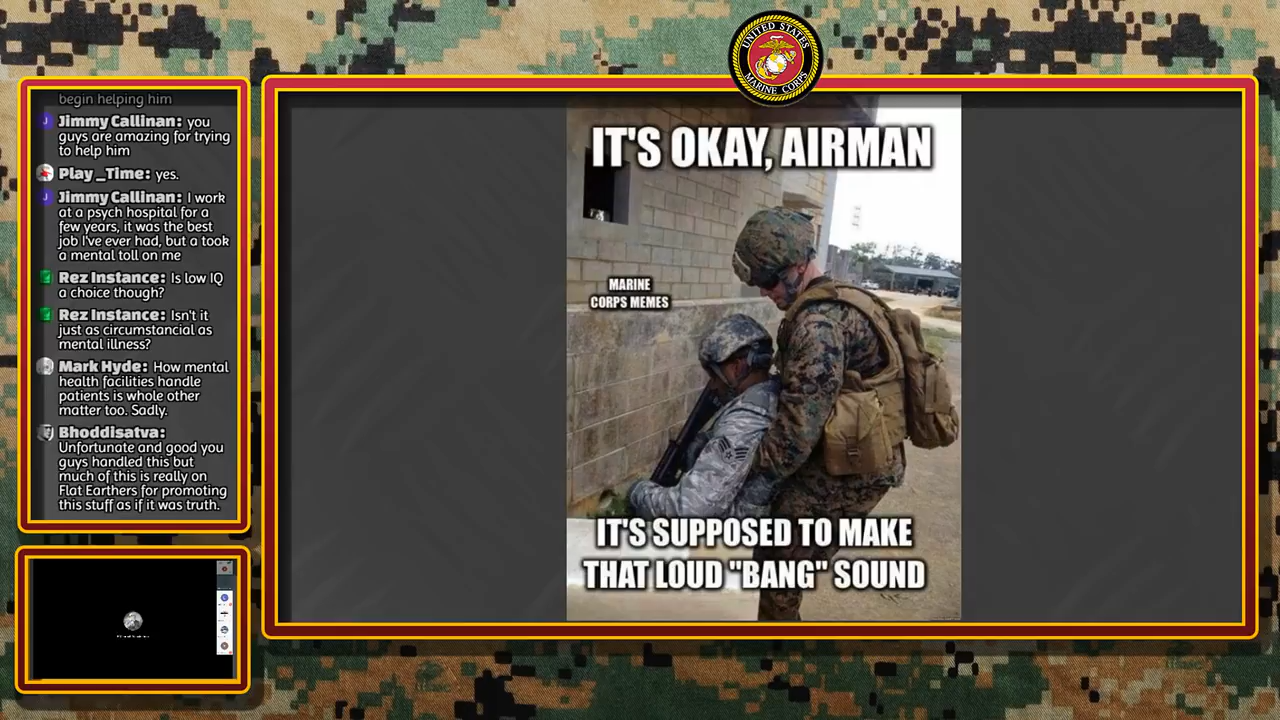 UNITED STATES
MARINE CORPS
begin helping him
Jimmy Callinan: you
guys are amazing for trying
to help him
Play_Time: yes.
Jimmy Callinan: I work
at a psych hospital for a
few years, it was the best
job I've ever had, but a took
a mental toll on me
Rez Instance: Is low IQ
a choice though?
Rez Instance: Isn't it
just as circumstancial as
mental illness?
Mark Hyde: How mental
health facilities handle
patients is whole other
matter too. Sadly.
Bhoddisatva:
Unfortunate and good you
guys handled this but
much of this is really on
Flat Earthers for promoting
this stuff as if it was truth.
IT'S OKAY, AIRMAN
MARINE
CORPS MEMES
IT'S SUPPOSED TO MAKE
THAT LOUD "BANG" SOUND